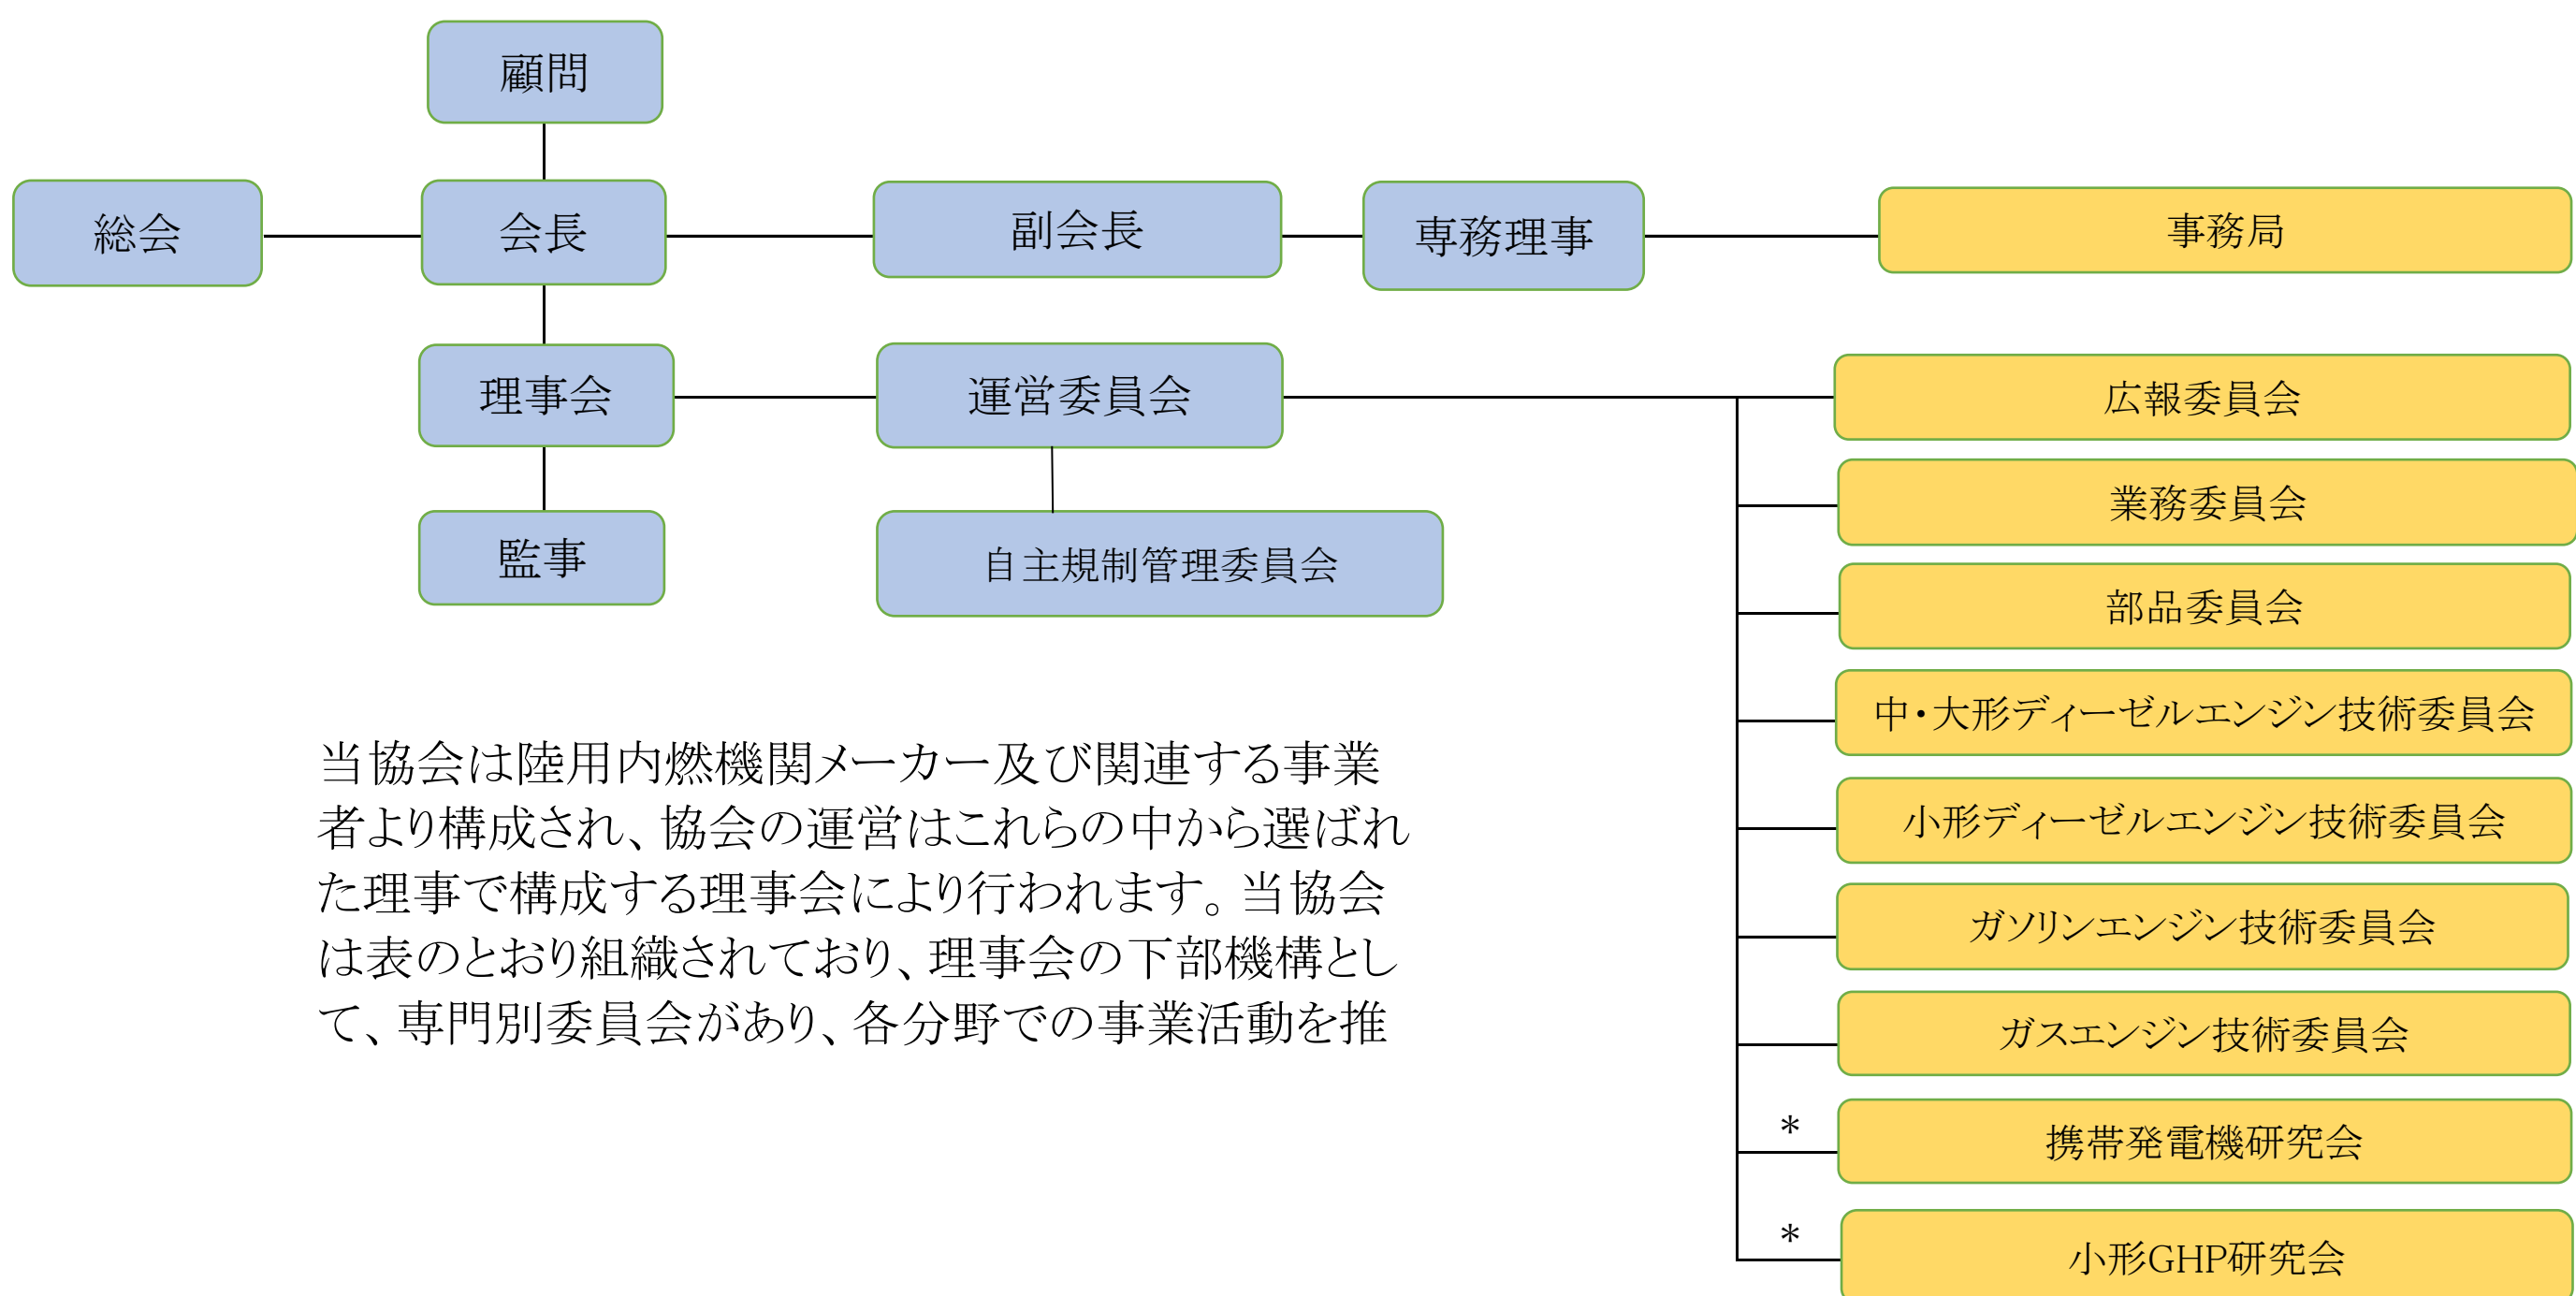 顧問
総会
会長
副会長
専務理事
事務局
理事会
運営委員会
広報委員会
業務委員会
監事
自主規制管理委員会
部品委員会
中・大形ディーゼルエンジン技術委員会
小形ディーゼルエンジン技術委員会
ガソリンエンジン技術委員会
ガスエンジン技術委員会
*
携帯発電機研究会
*
小形GHP研究会
当協会は陸用内燃機関メーカー及び関連する事業
者より構成され、協会の運営はこれらの中から選ばれ
た理事で構成する理事会により行われます。当協会
は表のとおり組織されており、理事会の下部機構とし
て、専門別委員会があり、各分野での事業活動を推